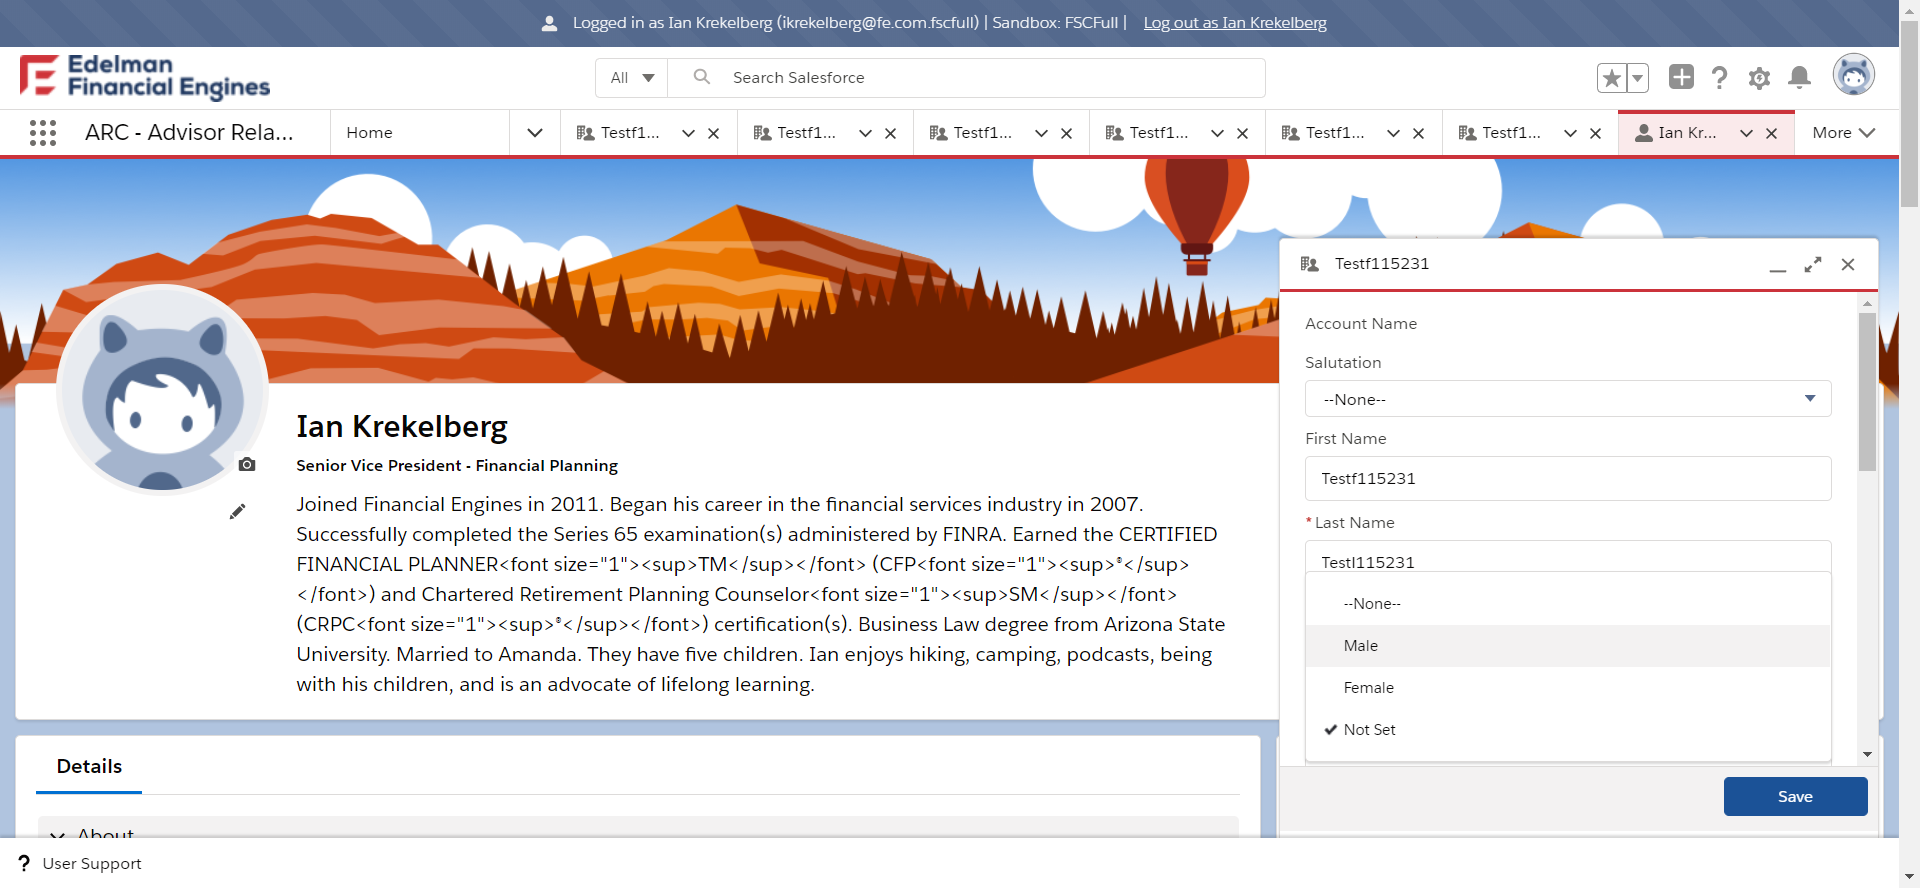 Logged in as Ian Krekelberg (ikrekelberg@fe.com.fscfull) | Sandbox: FSCFull | Log out as Ian Krekelberg
Edelman
Financial Engines
All
Search Salesforce
ARC - Advisor Rela...
Home
Testf1...
Testf1...
Testf1...
Testf1...
Testf1...
Testf1...
Ian Kr...
More
Testf115231
Account Name
Salutation
--None--
First Name
Testf115231
*Last Name
Testl115231
--None--
Male
Female
Not Set
Save
Ian Krekelberg
Senior Vice President - Financial Planning
Joined Financial Engines in 2011. Began his career in the financial services industry in 2007.
Successfully completed the Series 65 examination(s) administered by FINRA. Earned the CERTIFIED
FINANCIAL PLANNER<font size="1"><sup>TM</sup></font> (CFP<font size="1"><sup>®</sup>
</font>) and Chartered Retirement Planning Counselor<font size="1"><sup>SM</sup></font>
(CRPC<font size="1"><sup>®</sup></font>) certification(s). Business Law degree from Arizona State
University. Married to Amanda. They have five children. Ian enjoys hiking, camping, podcasts, being
with his children, and is an advocate of lifelong learning.
Details
About
? User Support